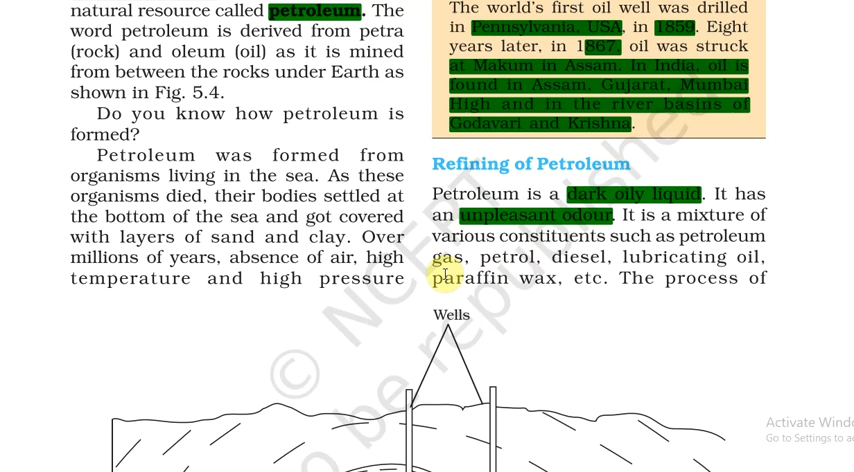 natural resource called petroleum. The
word petroleum is derived from petra
(rock) and oleum (oil) as it is mined
from between the rocks under Earth as
shown in Fig. 5.4.
Do you know how petroleum is
formed?
Petroleum was formed from
organisms living in the sea. As these
organisms died, their bodies settled at
the bottom of the sea and got covered
with layers of sand and clay. Over
millions of years, absence of air, high
temperature and high pressure
The world's first oil well was drilled
in Pennsylvania, USA, in 1859. Eight
years later, in 1867, oil was struck
at Makum in Assam. In India, oil is
found in Assam, Gujarat, Mumbai
High and in the river basins of
Godavari and Krishna.
Refining of Petroleum
Petroleum is a dark oily liquid. It has
an unpleasant odour. It is a mixture of
various constituents such as petroleum
gas, petrol, diesel, lubricating oil,
paraffin wax, etc. The process of
Wells
© NCERT
o be republished
Activate Windo
Go to Settings to a